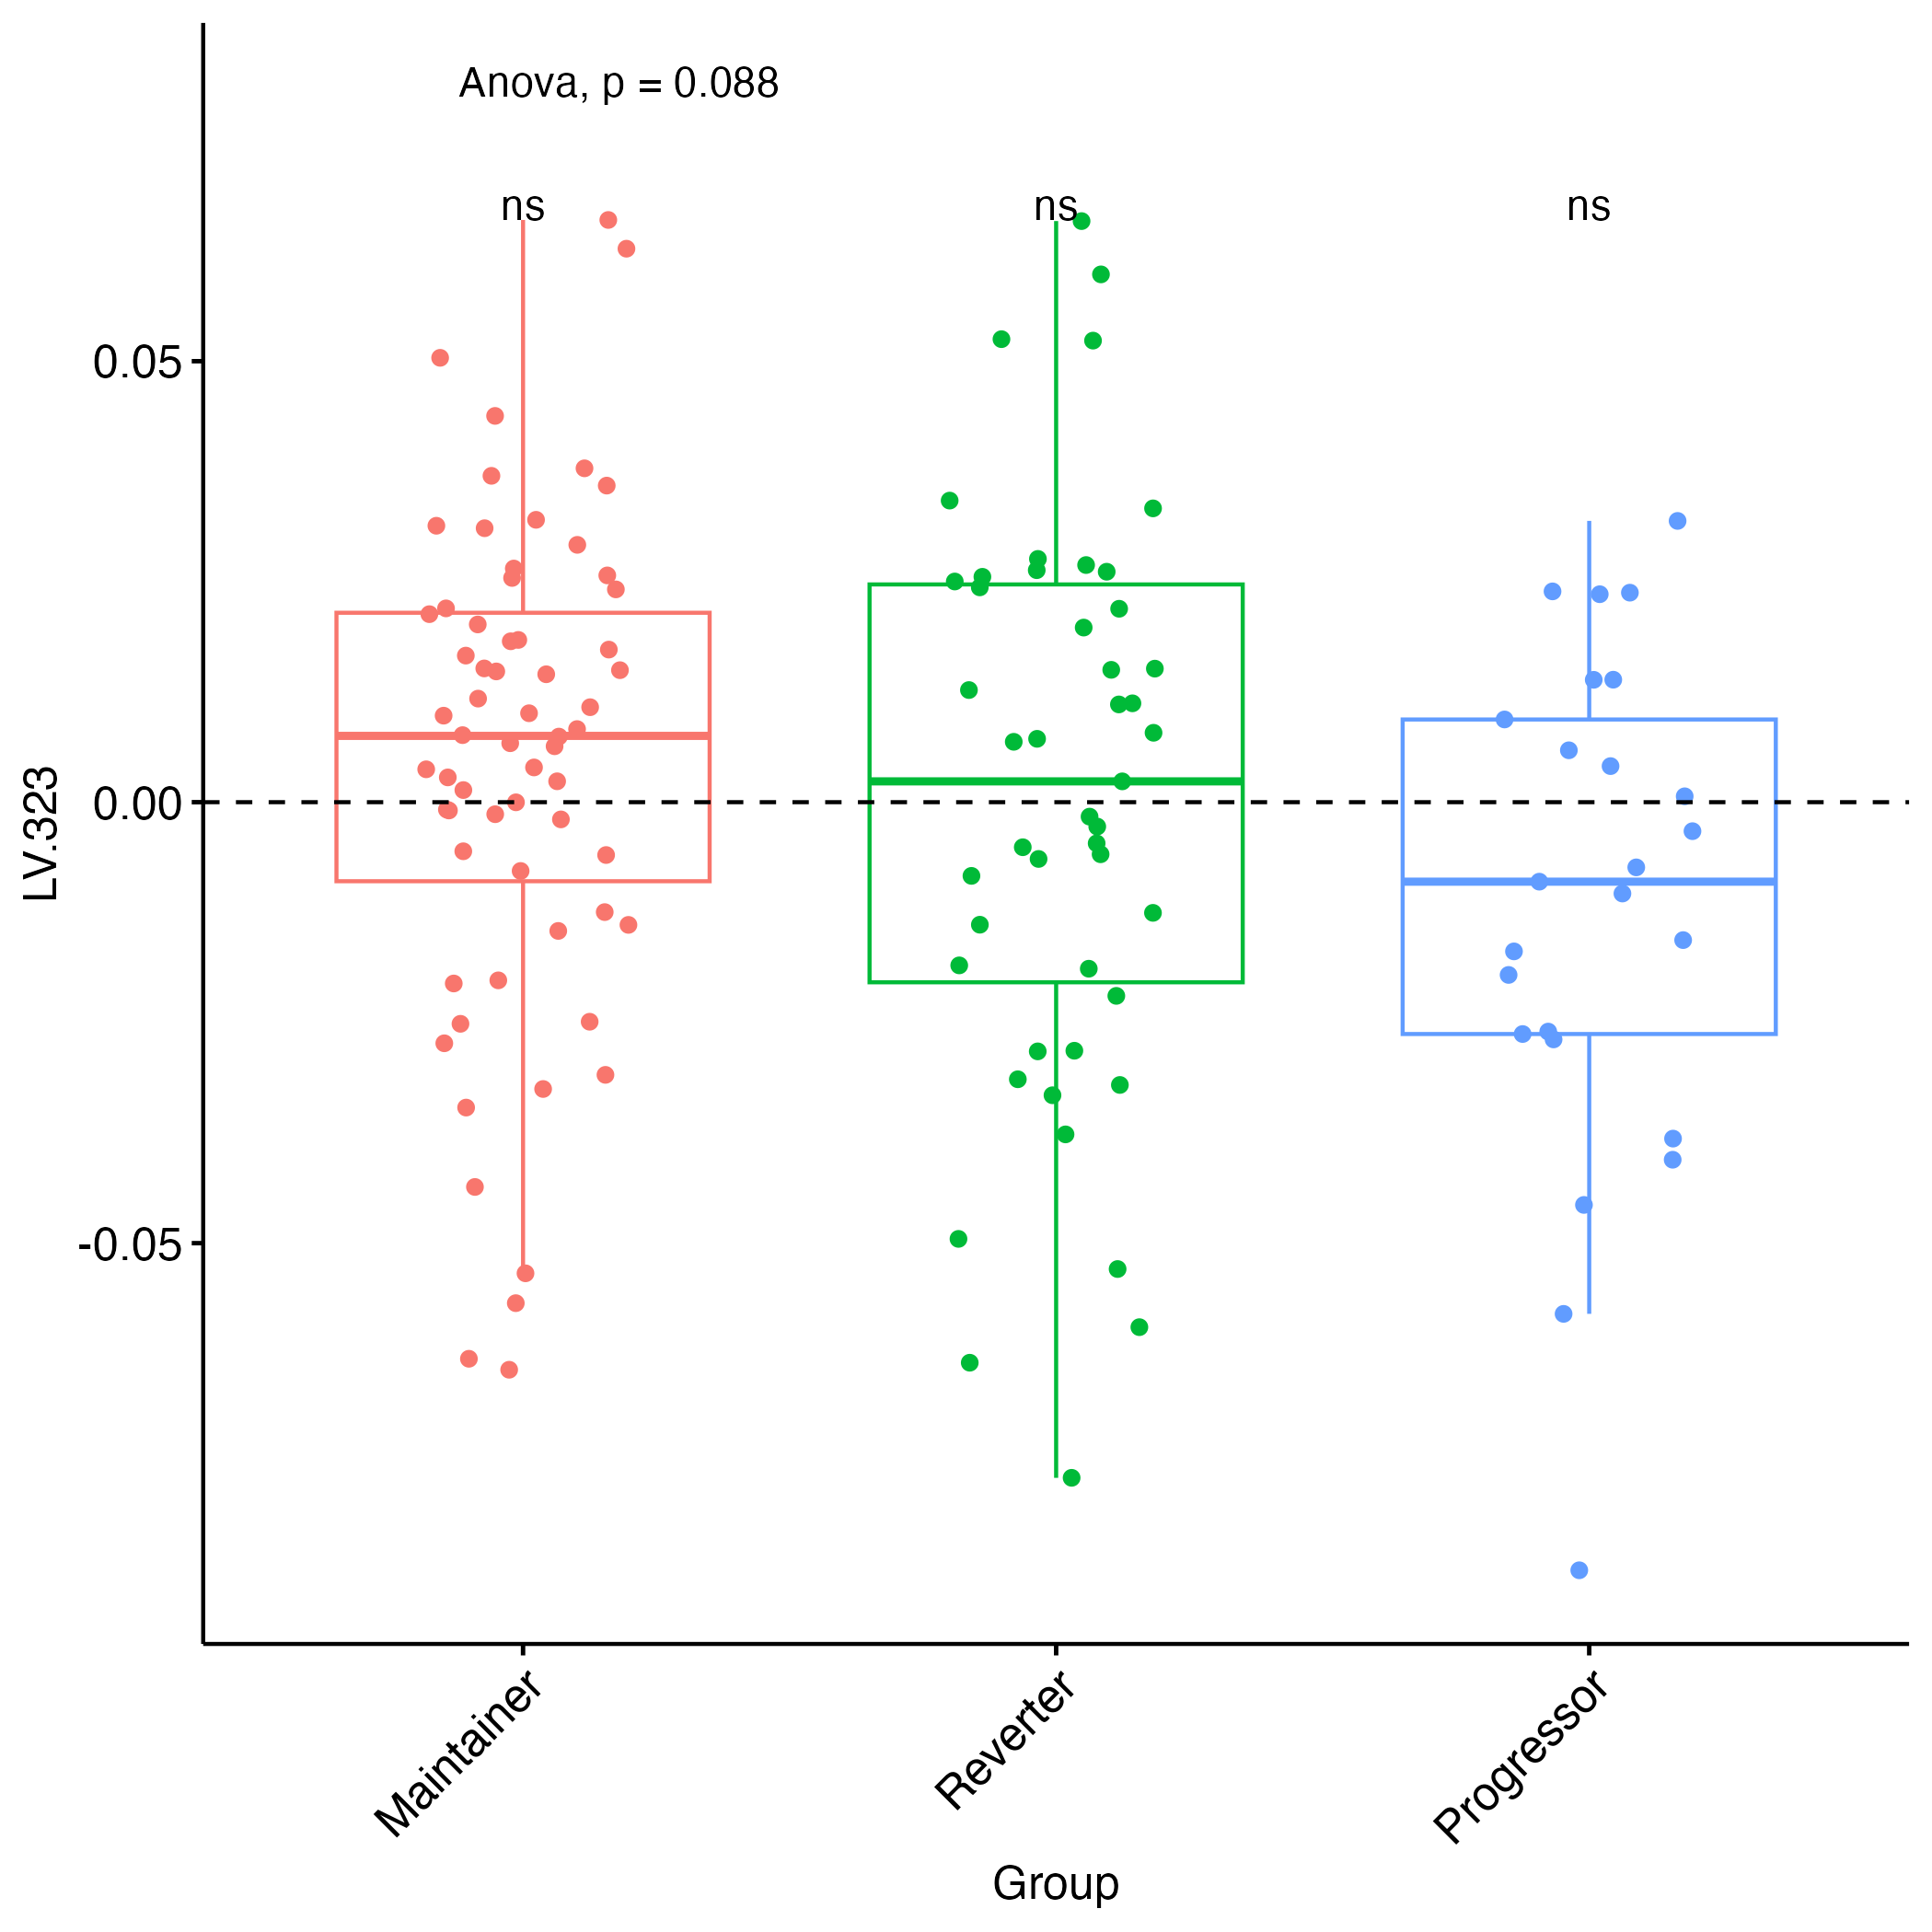 Anova, p = 0.088
ns ns ns
0.05
0.00
-0.05
LV.323
Maintainer Reverter Progressor
Group